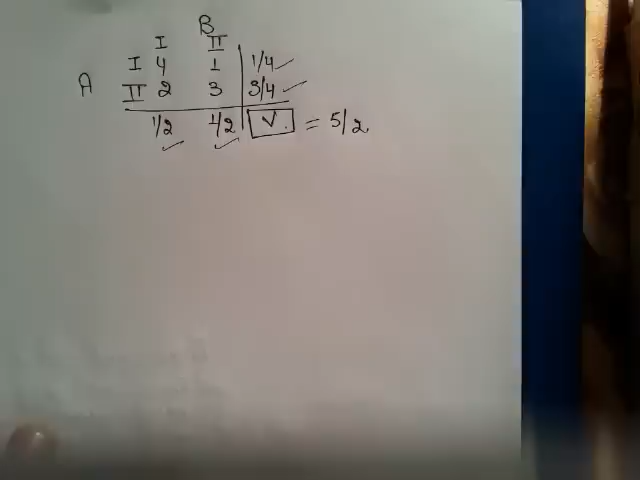 B
I II
I 4 1 1/4 ✓
A II 2 3 3/4 ✓
1/2 1/2 V. = 5/2.
✓ ✓